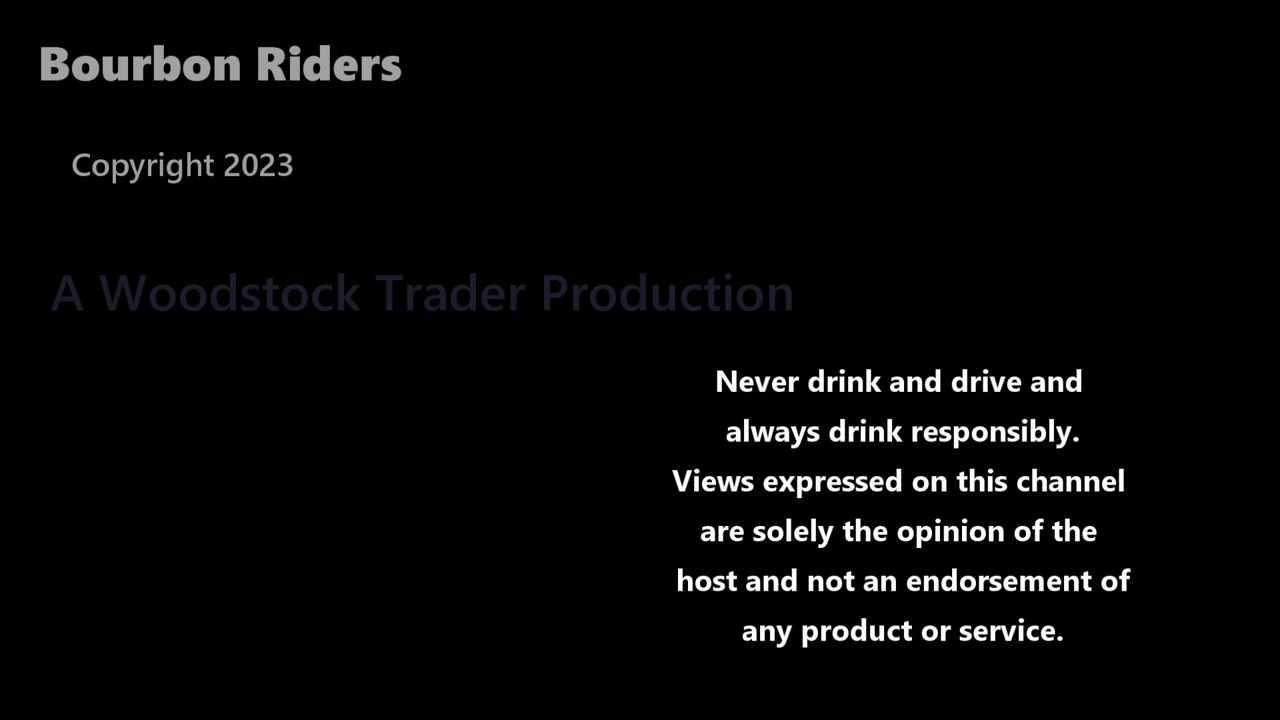 Bourbon Riders
Copyright 2023
A Woodstock Trader Production
Never drink and drive and
always drink responsibly.
Views expressed on this channel
are solely the opinion of the
host and not an endorsement of
any product or service.